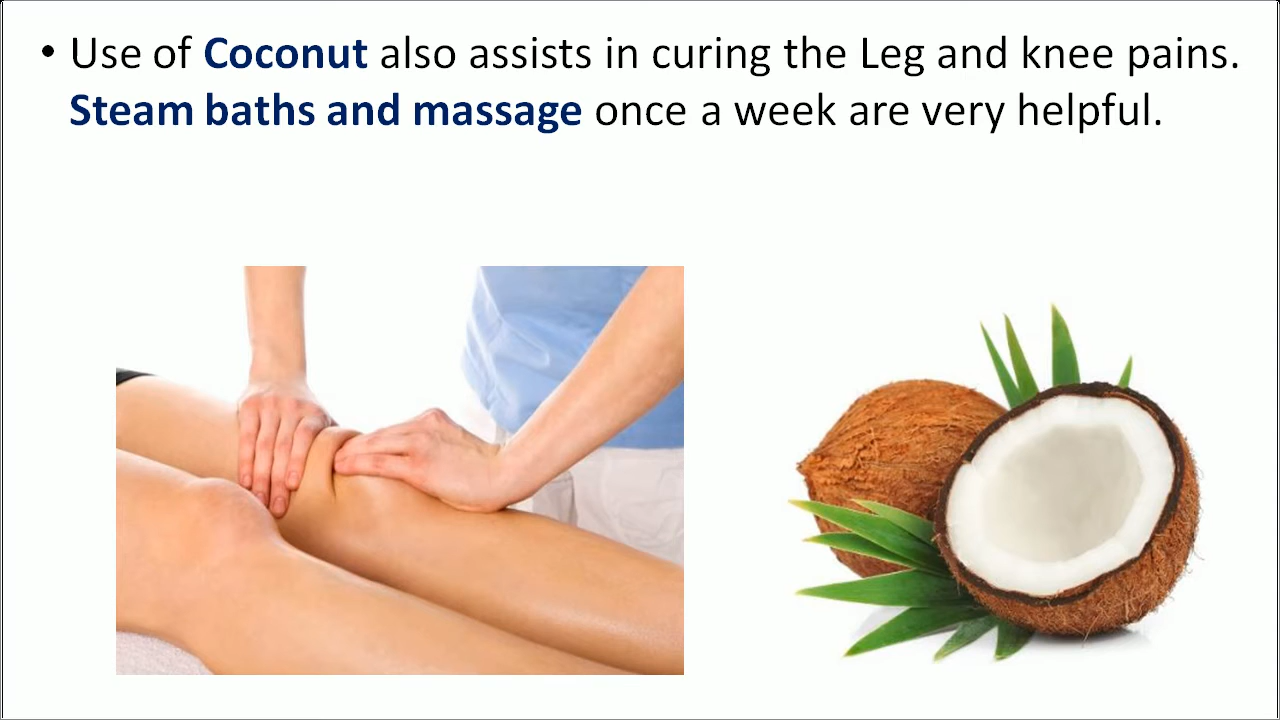 • Use of Coconut also assists in curing the Leg and knee pains.
Steam baths and massage once a week are very helpful.